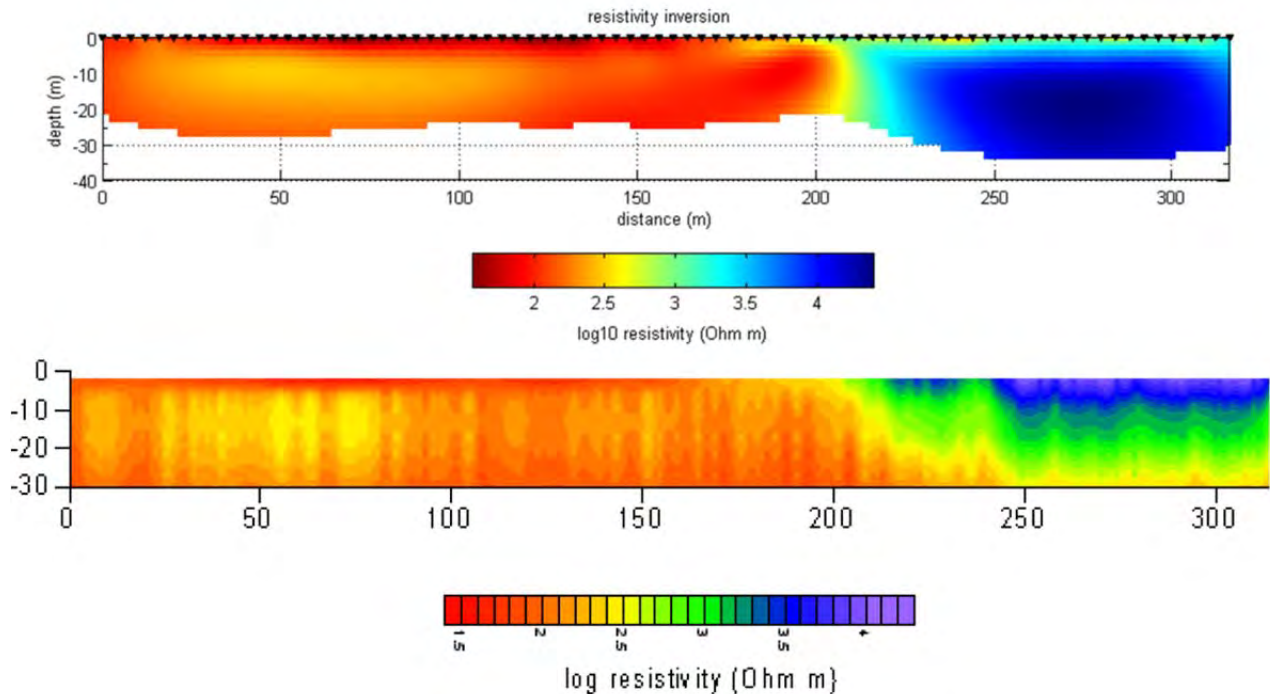 resistivity inversion
0
-10
-20
-30
-40
depth (m)
0 50 100 150 200 250 300
distance (m)
2 2.5 3 3.5 4
log10 resistivity (Ohm m)
0
-10
-20
-30
0 50 100 150 200 250 300
1.5 2 2.5 3 3.5 4
log resistivity (Ohm m}